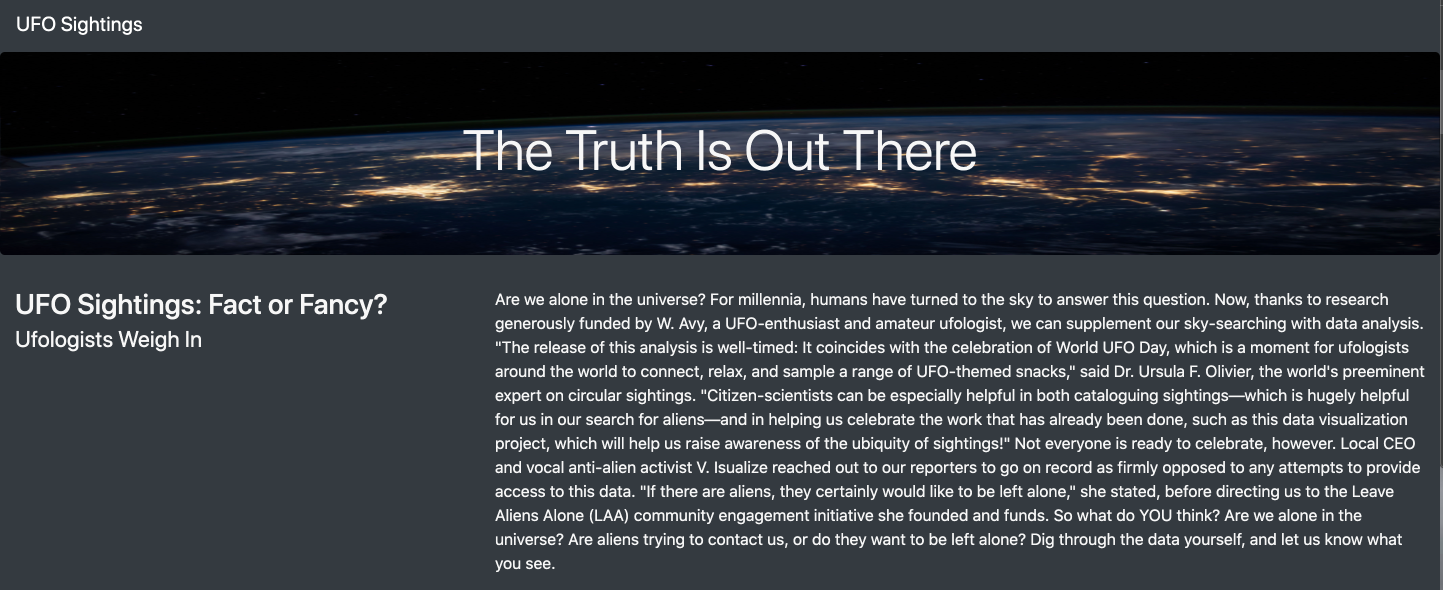 UFO Sightings
The Truth Is Out There
UFO Sightings: Fact or Fancy?
Ufologists Weigh In
Are we alone in the universe? For millennia, humans have turned to the sky to answer this question. Now, thanks to research
generously funded by W. Avy, a UFO-enthusiast and amateur ufologist, we can supplement our sky-searching with data analysis.
"The release of this analysis is well-timed: It coincides with the celebration of World UFO Day, which is a moment for ufologists
around the world to connect, relax, and sample a range of UFO-themed snacks," said Dr. Ursula F. Olivier, the world's preeminent
expert on circular sightings. "Citizen-scientists can be especially helpful in both cataloguing sightings—which is hugely helpful
for us in our search for aliens—and in helping us celebrate the work that has already been done, such as this data visualization
project, which will help us raise awareness of the ubiquity of sightings!" Not everyone is ready to celebrate, however. Local CEO
and vocal anti-alien activist V. Isualize reached out to our reporters to go on record as firmly opposed to any attempts to provide
access to this data. "If there are aliens, they certainly would like to be left alone," she stated, before directing us to the Leave
Aliens Alone (LAA) community engagement initiative she founded and funds. So what do YOU think? Are we alone in the
universe? Are aliens trying to contact us, or do they want to be left alone? Dig through the data yourself, and let us know what
you see.